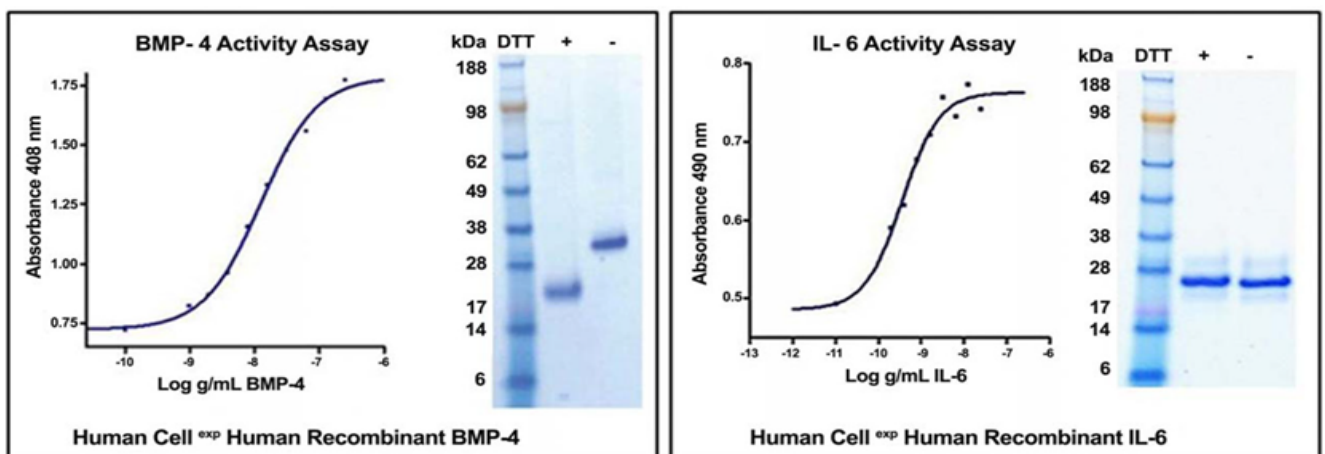 BMP- 4 Activity Assay
kDa DTT + -
188
98
62
49
38
28
17
14
6
Absorbance 408 nm
1.75
1.50
1.25
1.00
0.75
-10 -9 -8 -7 -6
Log g/mL BMP-4
Human Cell exp Human Recombinant BMP-4
IL- 6 Activity Assay
kDa DTT + -
188
98
62
49
38
28
17
14
6
Absorbance 490 nm
0.8
0.7
0.6
0.5
-13 -12 -11 -10 -9 -8 -7 -6
Log g/mL IL-6
Human Cell exp Human Recombinant IL-6